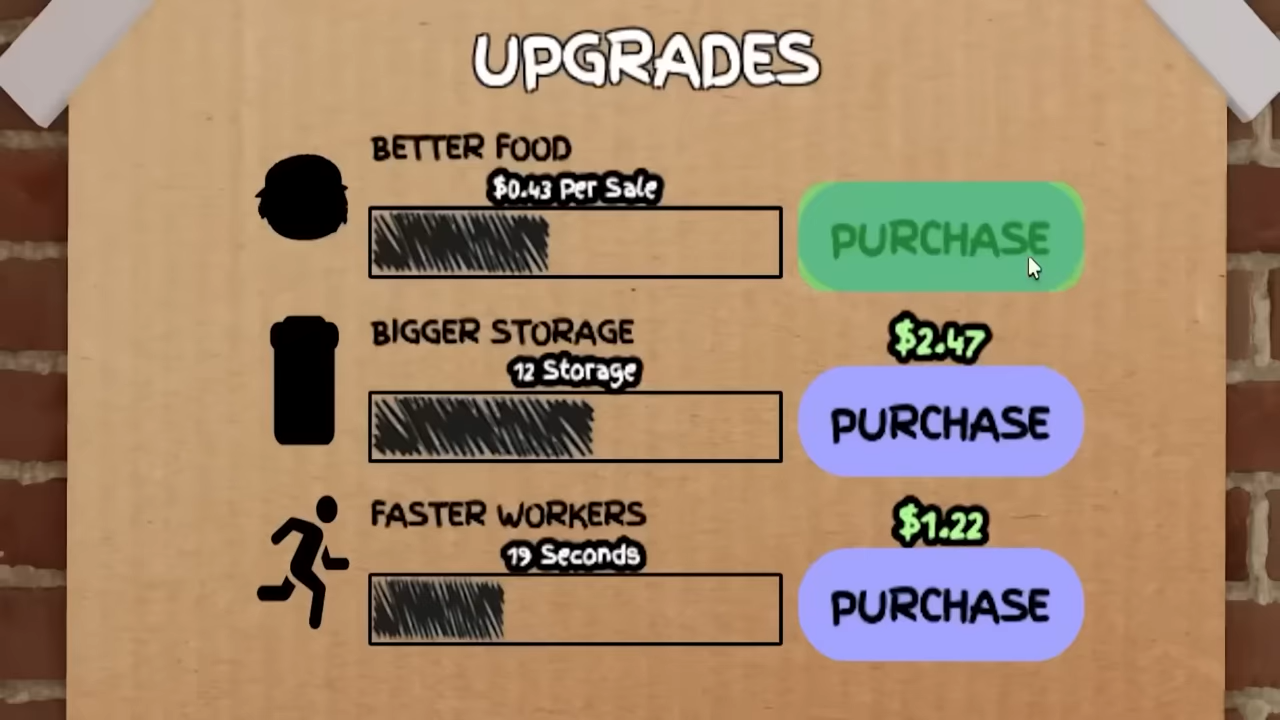 UPGRADES
BETTER FOOD
$0.43 Per Sale
PURCHASE
BIGGER STORAGE
12 Storage
$2.47
PURCHASE
FASTER WORKERS
19 Seconds
$1.22
PURCHASE